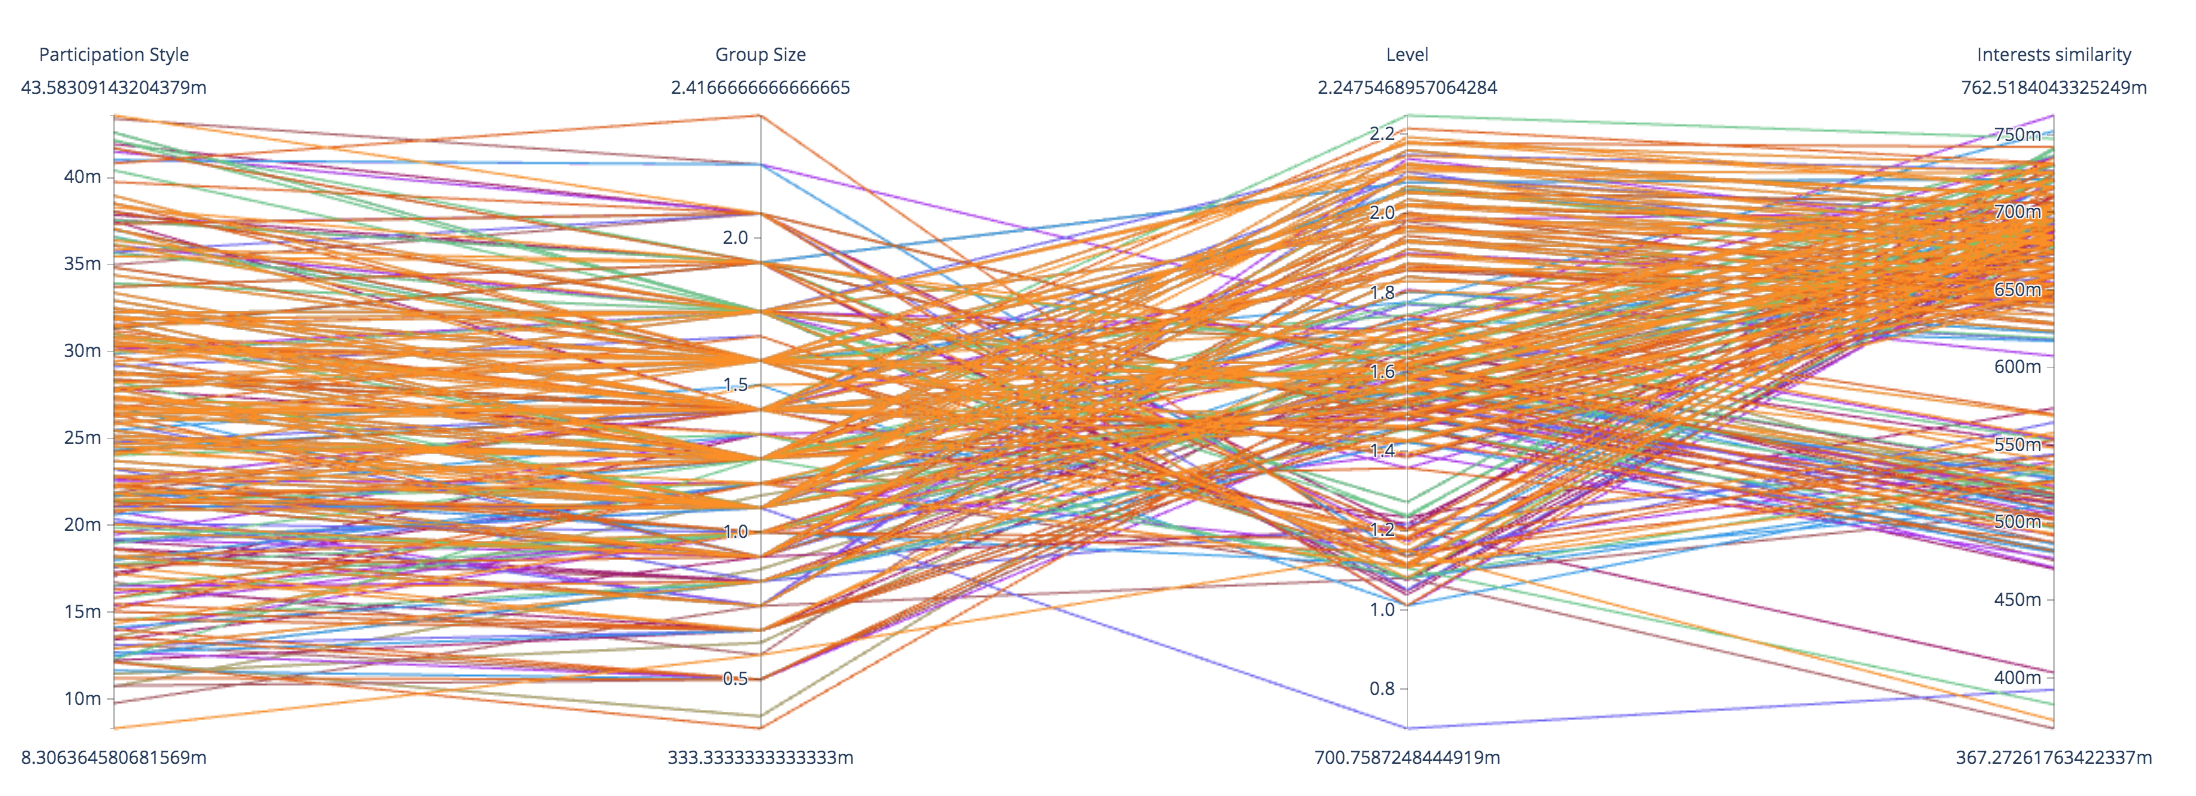 Participation Style
43.58309143204379m
40m
35m
30m
25m
20m
15m
10m
8.306364580681569m
Group Size
2.4166666666666665
2.0
1.5
1.0
0.5
333.3333333333333m
Level
2.2475468957064284
2.2
2.0
1.8
1.6
1.4
1.2
1.0
0.8
700.7587248444919m
Interests similarity
762.5184043325249m
750m
700m
650m
600m
550m
500m
450m
400m
367.27261763422337m